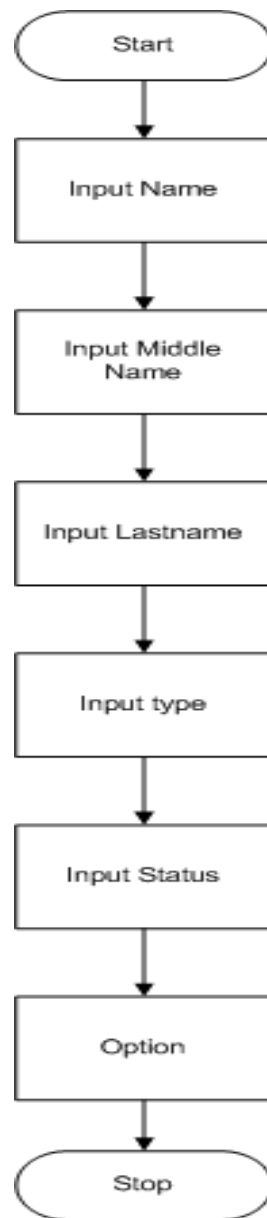 Start
Input Name
Input Middle
Name
Input Lastname
Input type
Input Status
Option
Stop